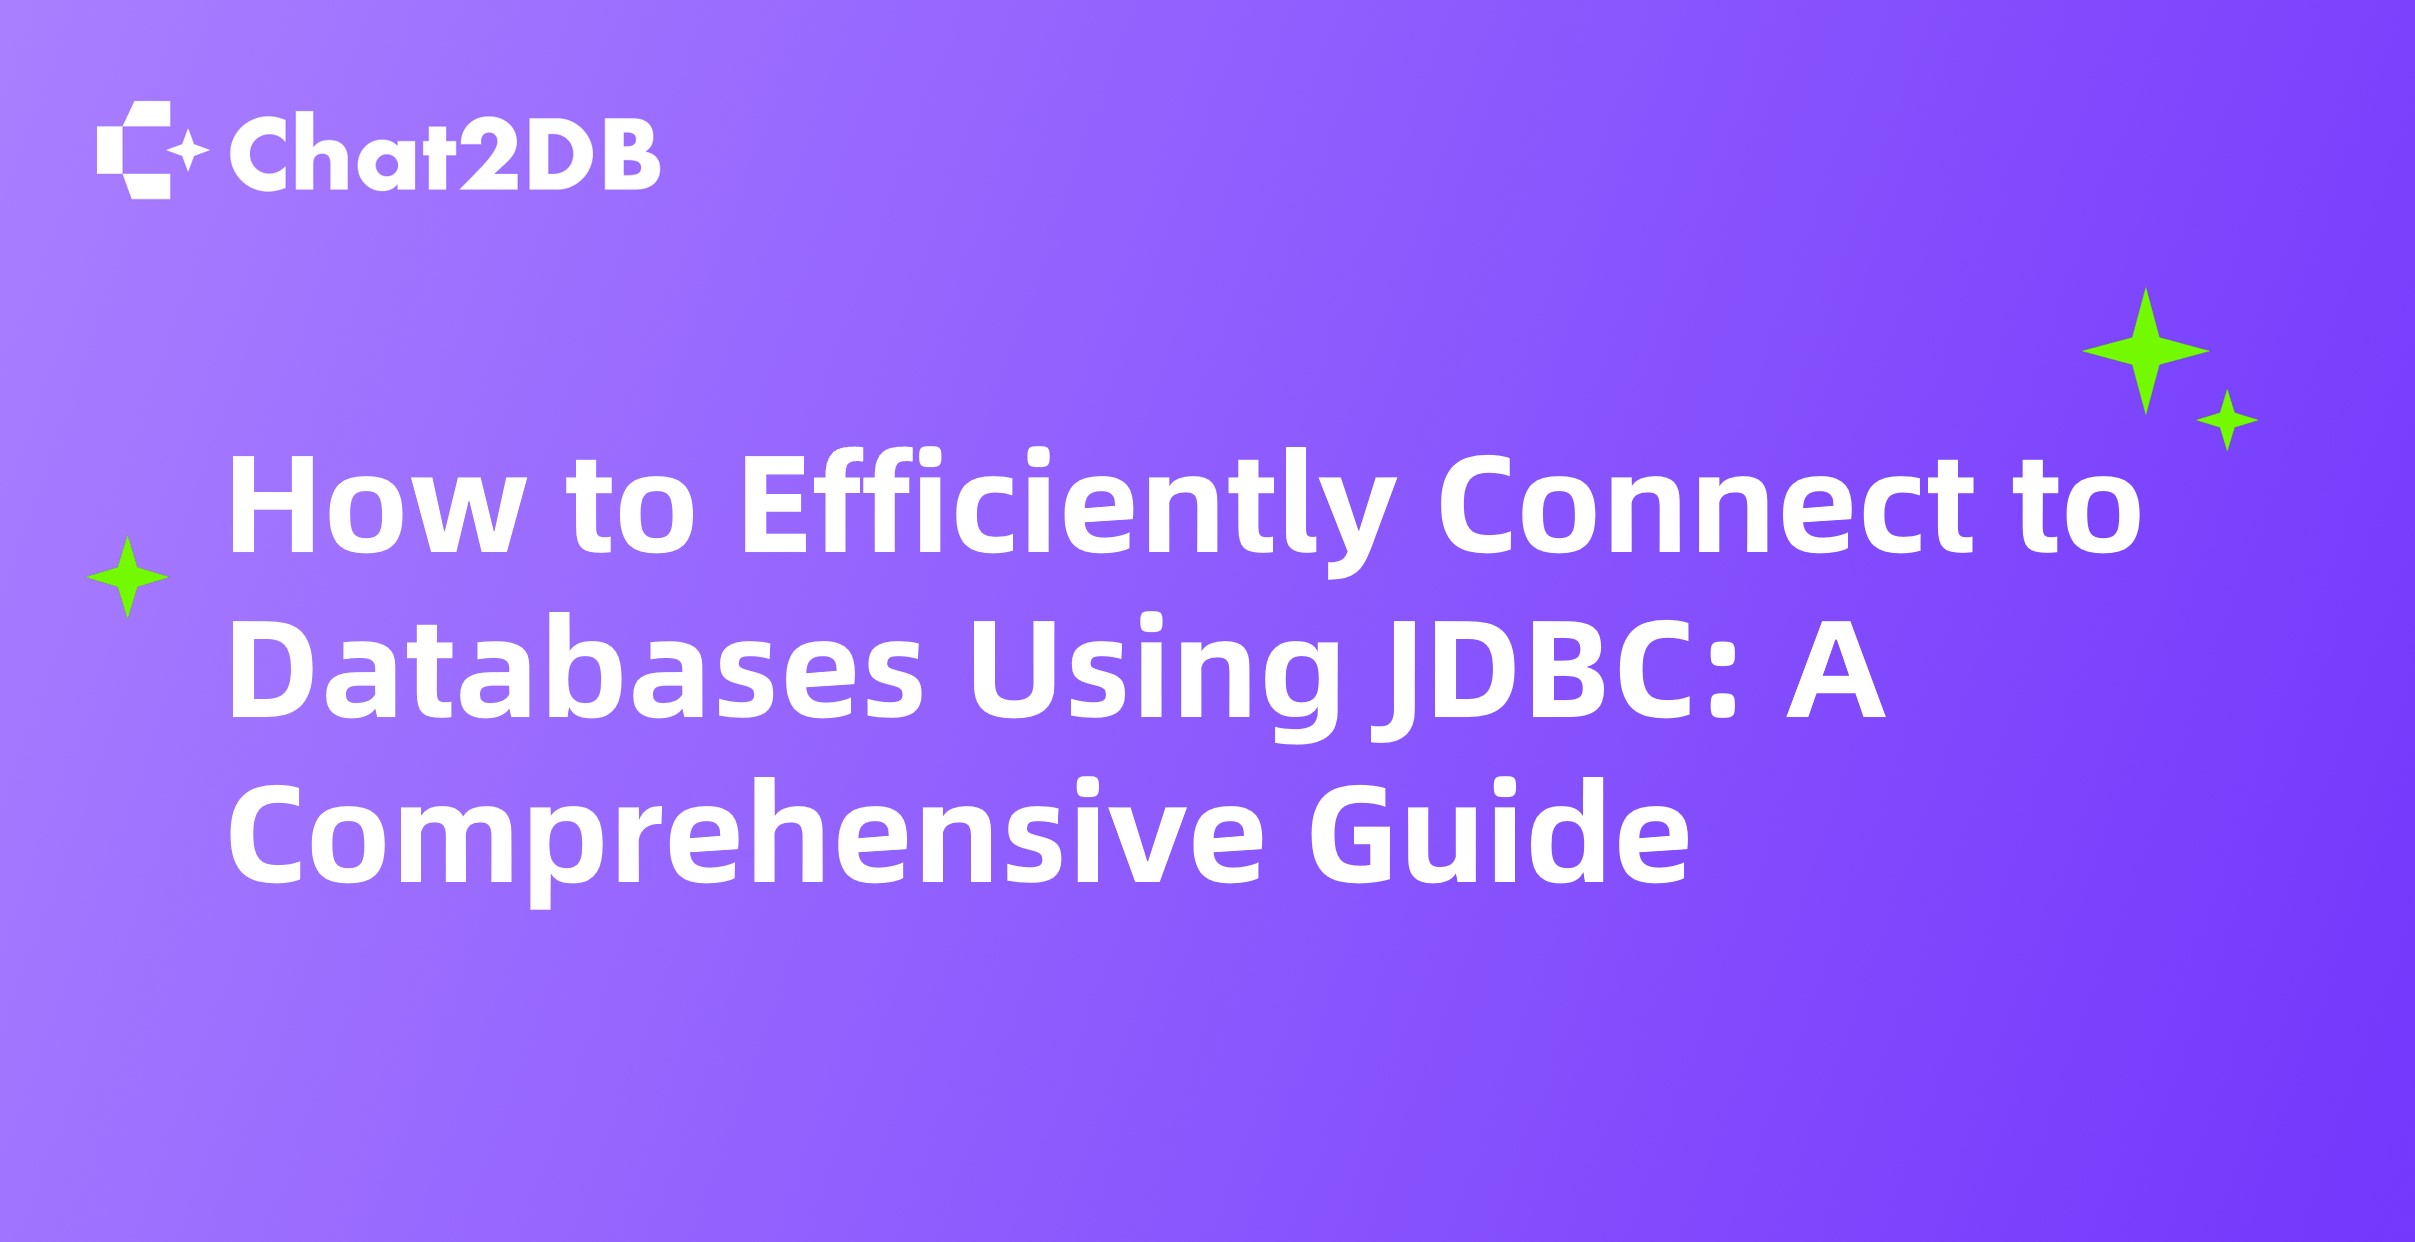 Chat2DB
How to Efficiently Connect to
Databases Using JDBC: A
Comprehensive Guide